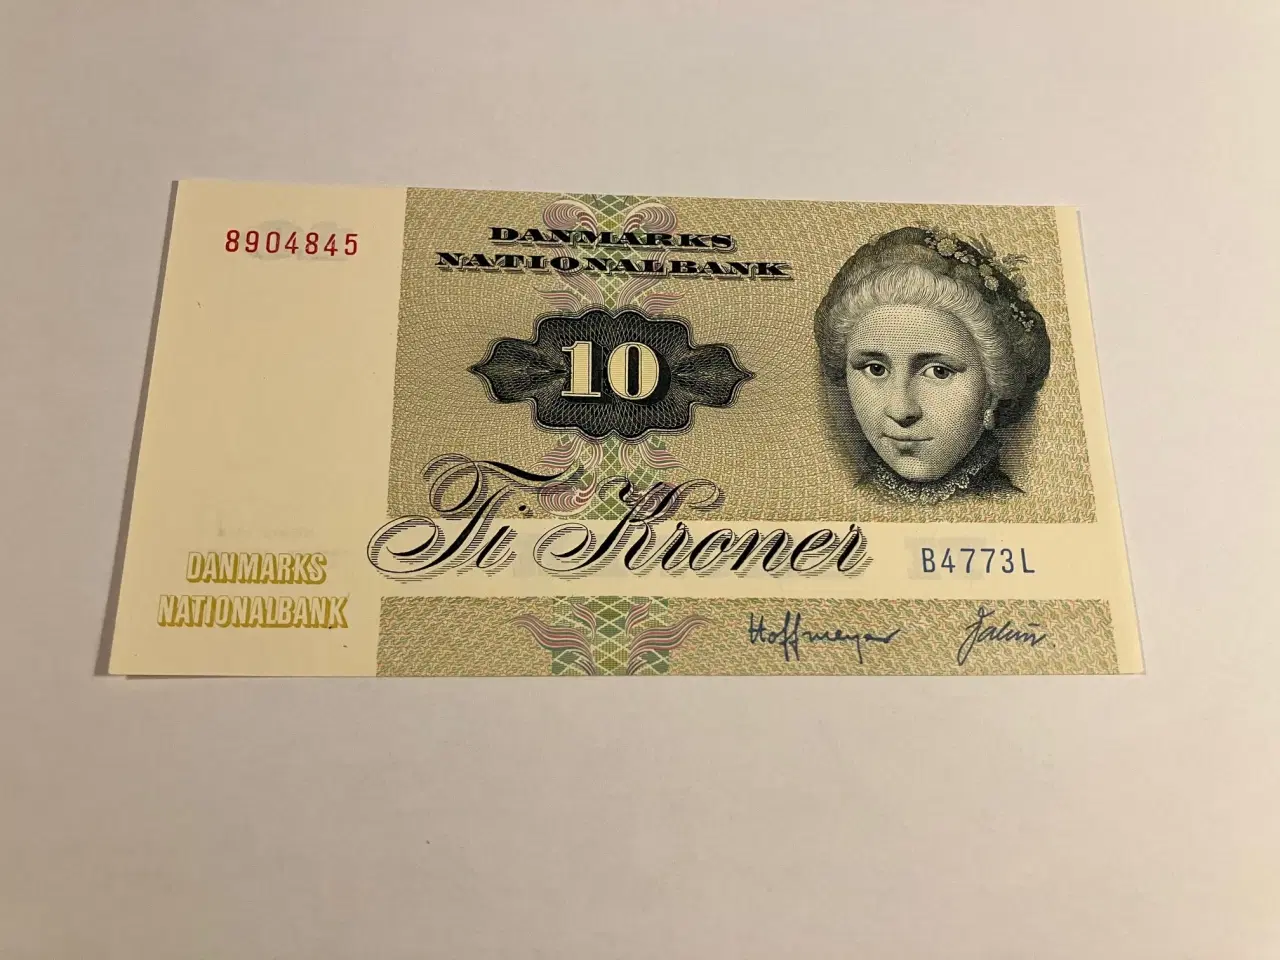 8904845
DANMARKS
NATIONALBANK
10
Ti Kroner
B4773L
DANMARKS
NATIONALBANK
Hoffmeyer